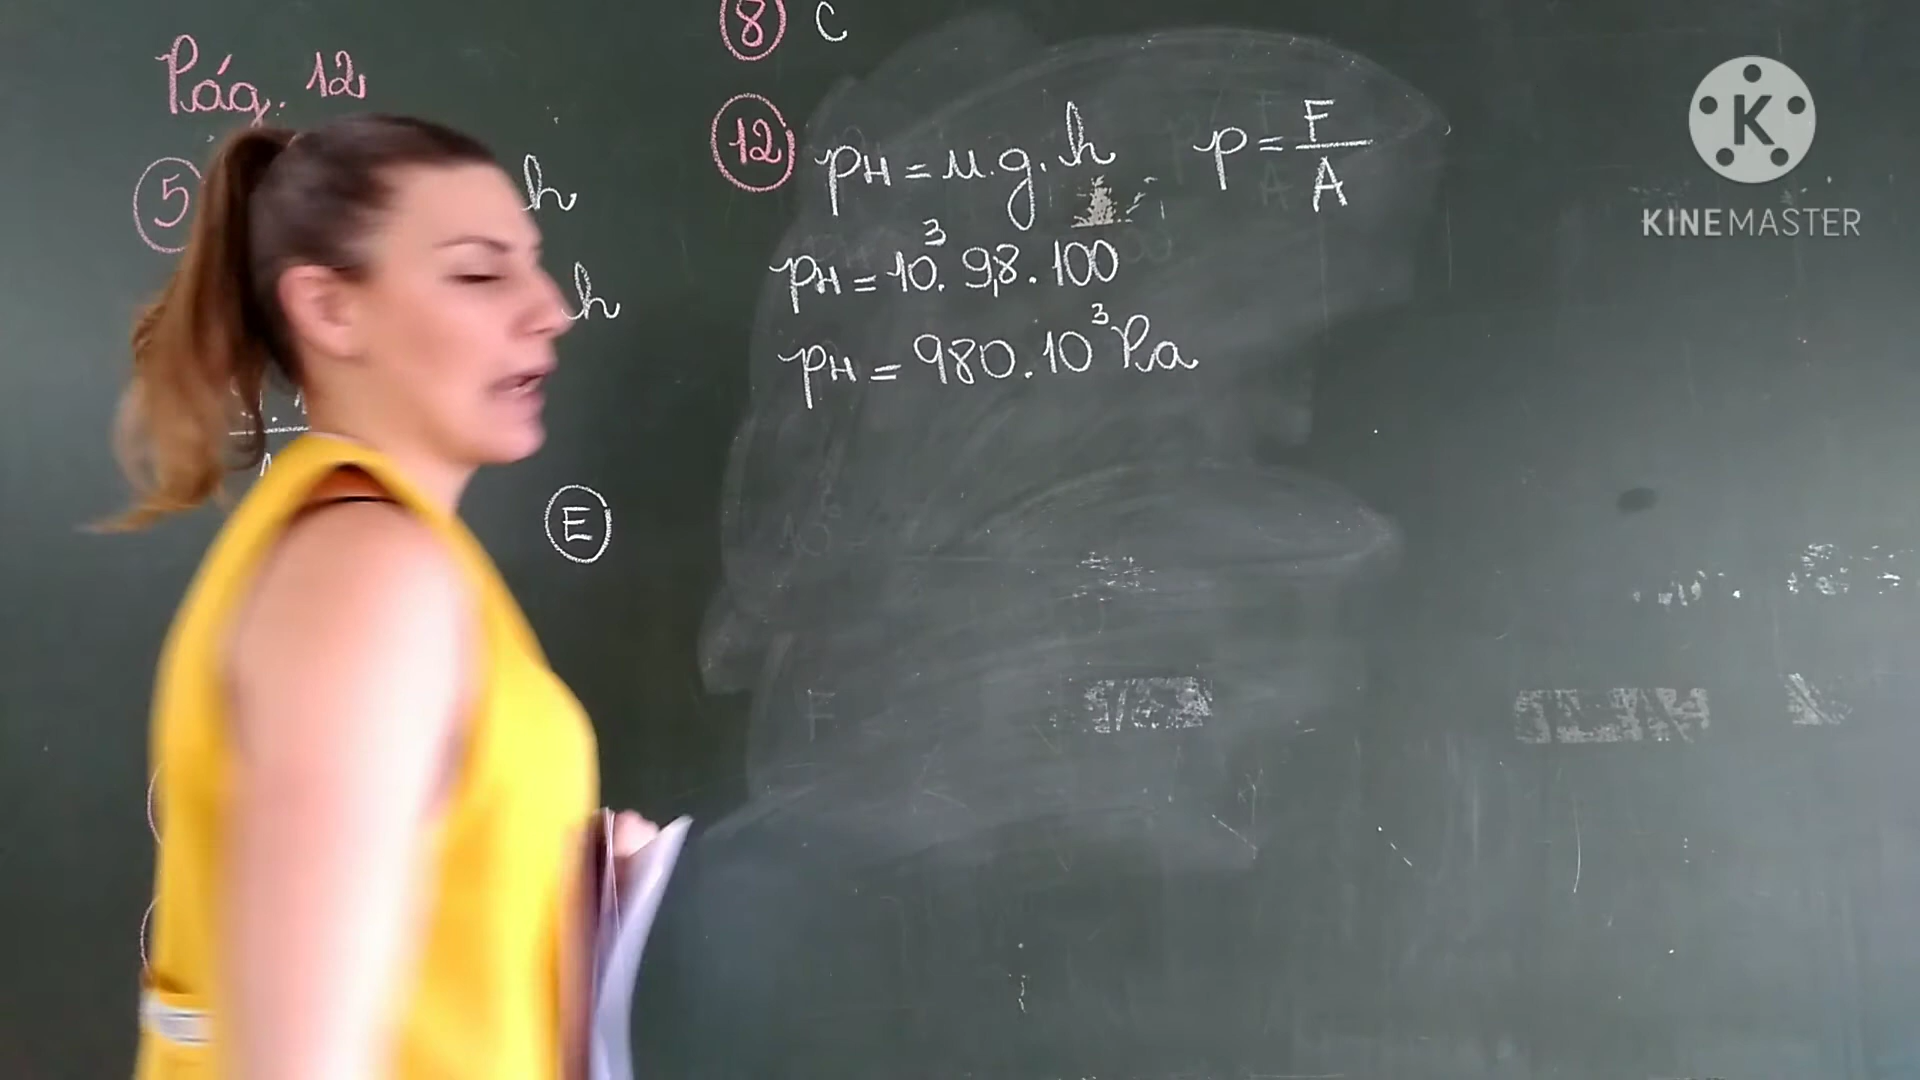 Pág. 12
5
h
h
E
8 C
12 pH = μ.g.h p = F/A
pH = 10³. 9,8. 100
pH = 980. 10³ Pa
K
KINEMASTER